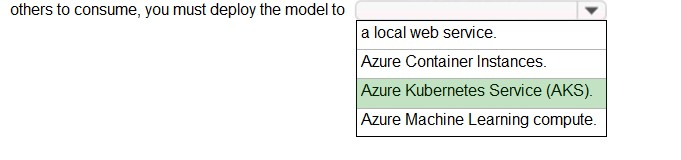 others to consume, you must deploy the model to
a local web service.
Azure Container Instances.
Azure Kubernetes Service (AKS).
Azure Machine Learning compute.